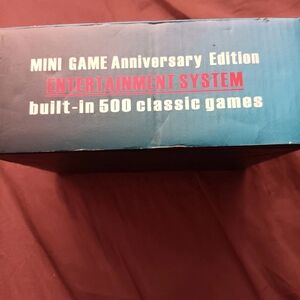 MINI GAME Anniversary Edition
ENTERTAINMENT SYSTEM
built-in 500 classic games